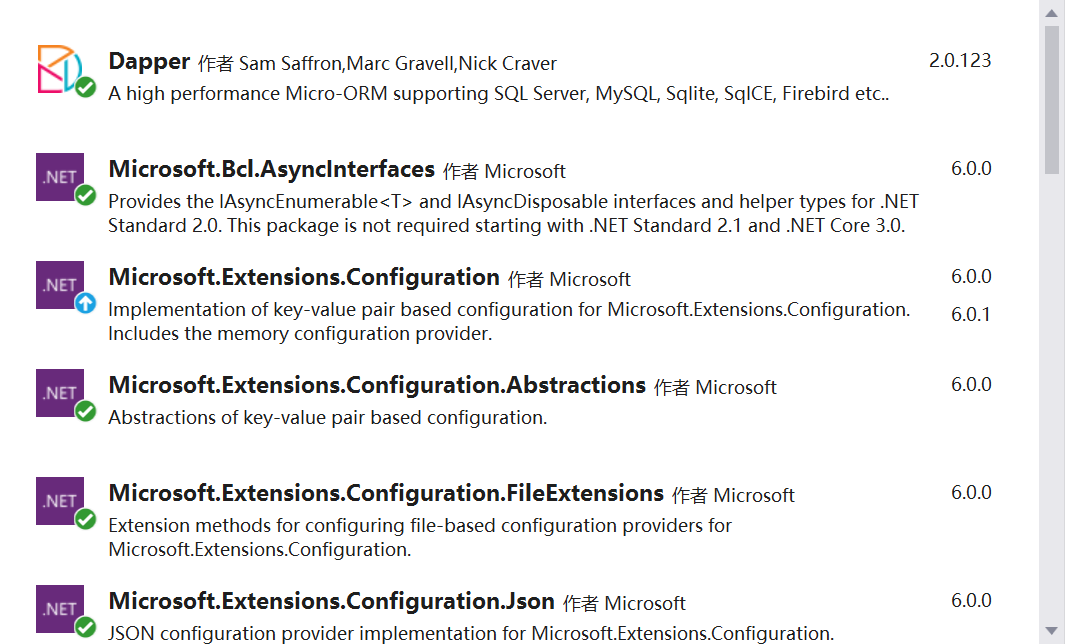 Dapper 作者 Sam Saffron,Marc Gravell,Nick Craver 2.0.123
A high performance Micro-ORM supporting SQL Server, MySQL, Sqlite, SqlCE, Firebird etc..
.NET Microsoft.Bcl.AsyncInterfaces 作者 Microsoft 6.0.0
Provides the IAsyncEnumerable<T> and IAsyncDisposable interfaces and helper types for .NET
Standard 2.0. This package is not required starting with .NET Standard 2.1 and .NET Core 3.0.
.NET Microsoft.Extensions.Configuration 作者 Microsoft 6.0.0
Implementation of key-value pair based configuration for Microsoft.Extensions.Configuration. 6.0.1
Includes the memory configuration provider.
.NET Microsoft.Extensions.Configuration.Abstractions 作者 Microsoft 6.0.0
Abstractions of key-value pair based configuration.
.NET Microsoft.Extensions.Configuration.FileExtensions 作者 Microsoft 6.0.0
Extension methods for configuring file-based configuration providers for
Microsoft.Extensions.Configuration.
.NET Microsoft.Extensions.Configuration.Json 作者 Microsoft 6.0.0
JSON configuration provider implementation for Microsoft.Extensions.Configuration.